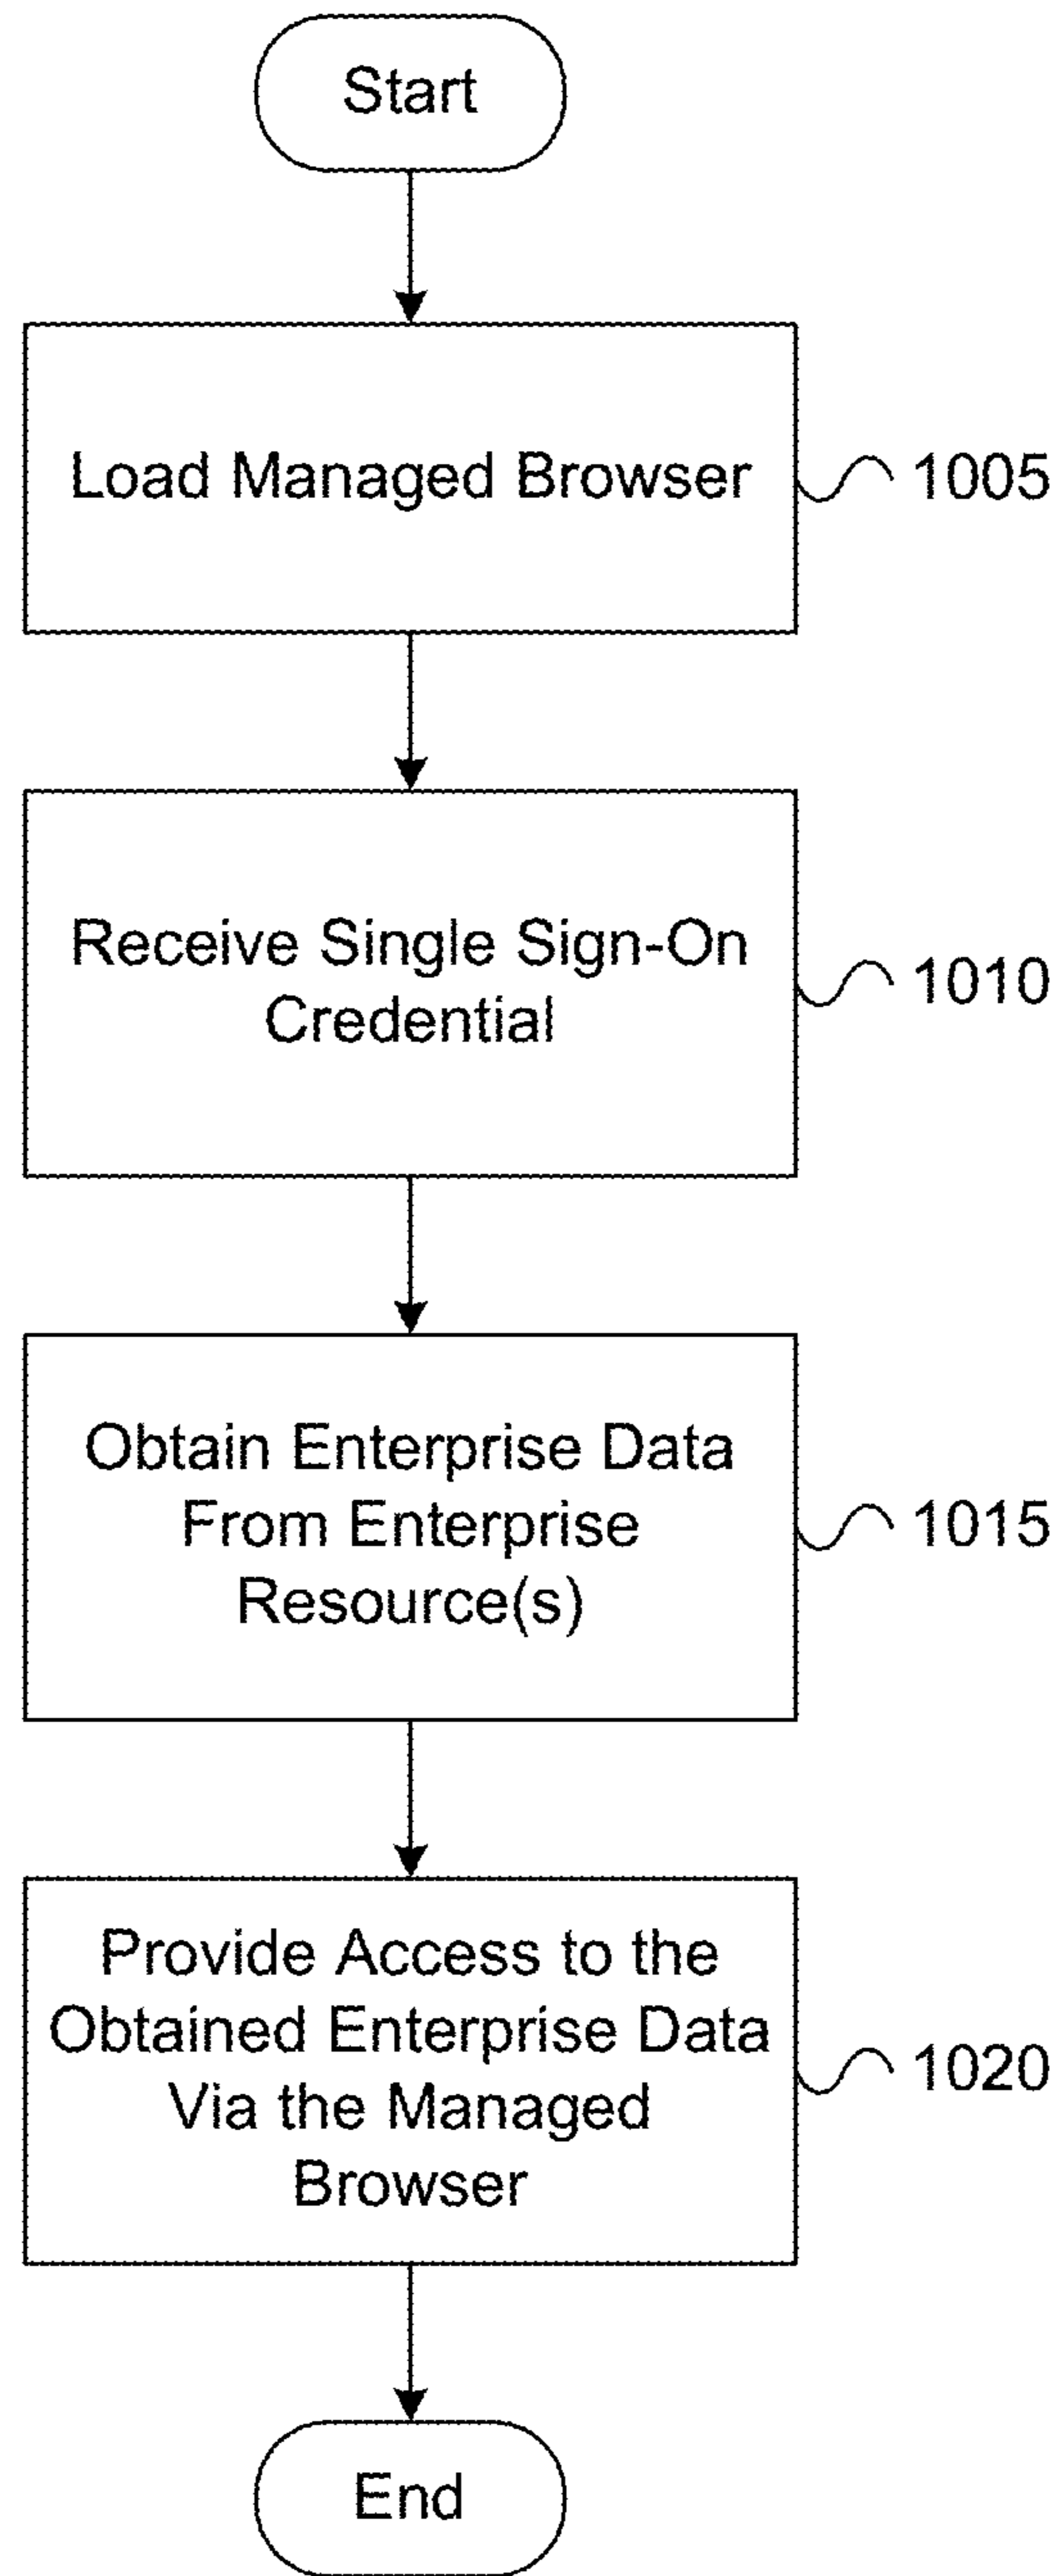 Start
Load Managed Browser
1005
Receive Single Sign-On
Credential
1010
Obtain Enterprise Data
From Enterprise
Resource(s)
1015
Provide Access to the
Obtained Enterprise Data
Via the Managed
Browser
1020
End